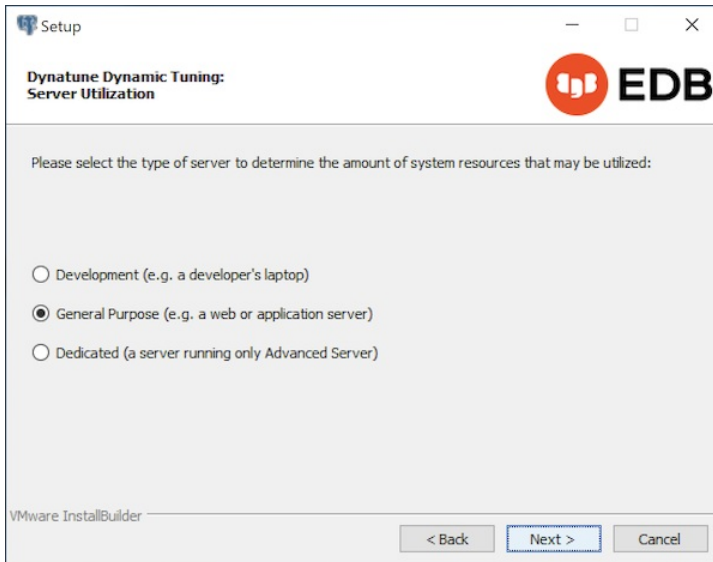 Setup
Dynatune Dynamic Tuning:
Server Utilization
EDB
Please select the type of server to determine the amount of system resources that may be utilized:
Development (e.g. a developer's laptop)
General Purpose (e.g. a web or application server)
Dedicated (a server running only Advanced Server)
VMware InstallBuilder
< Back Next > Cancel